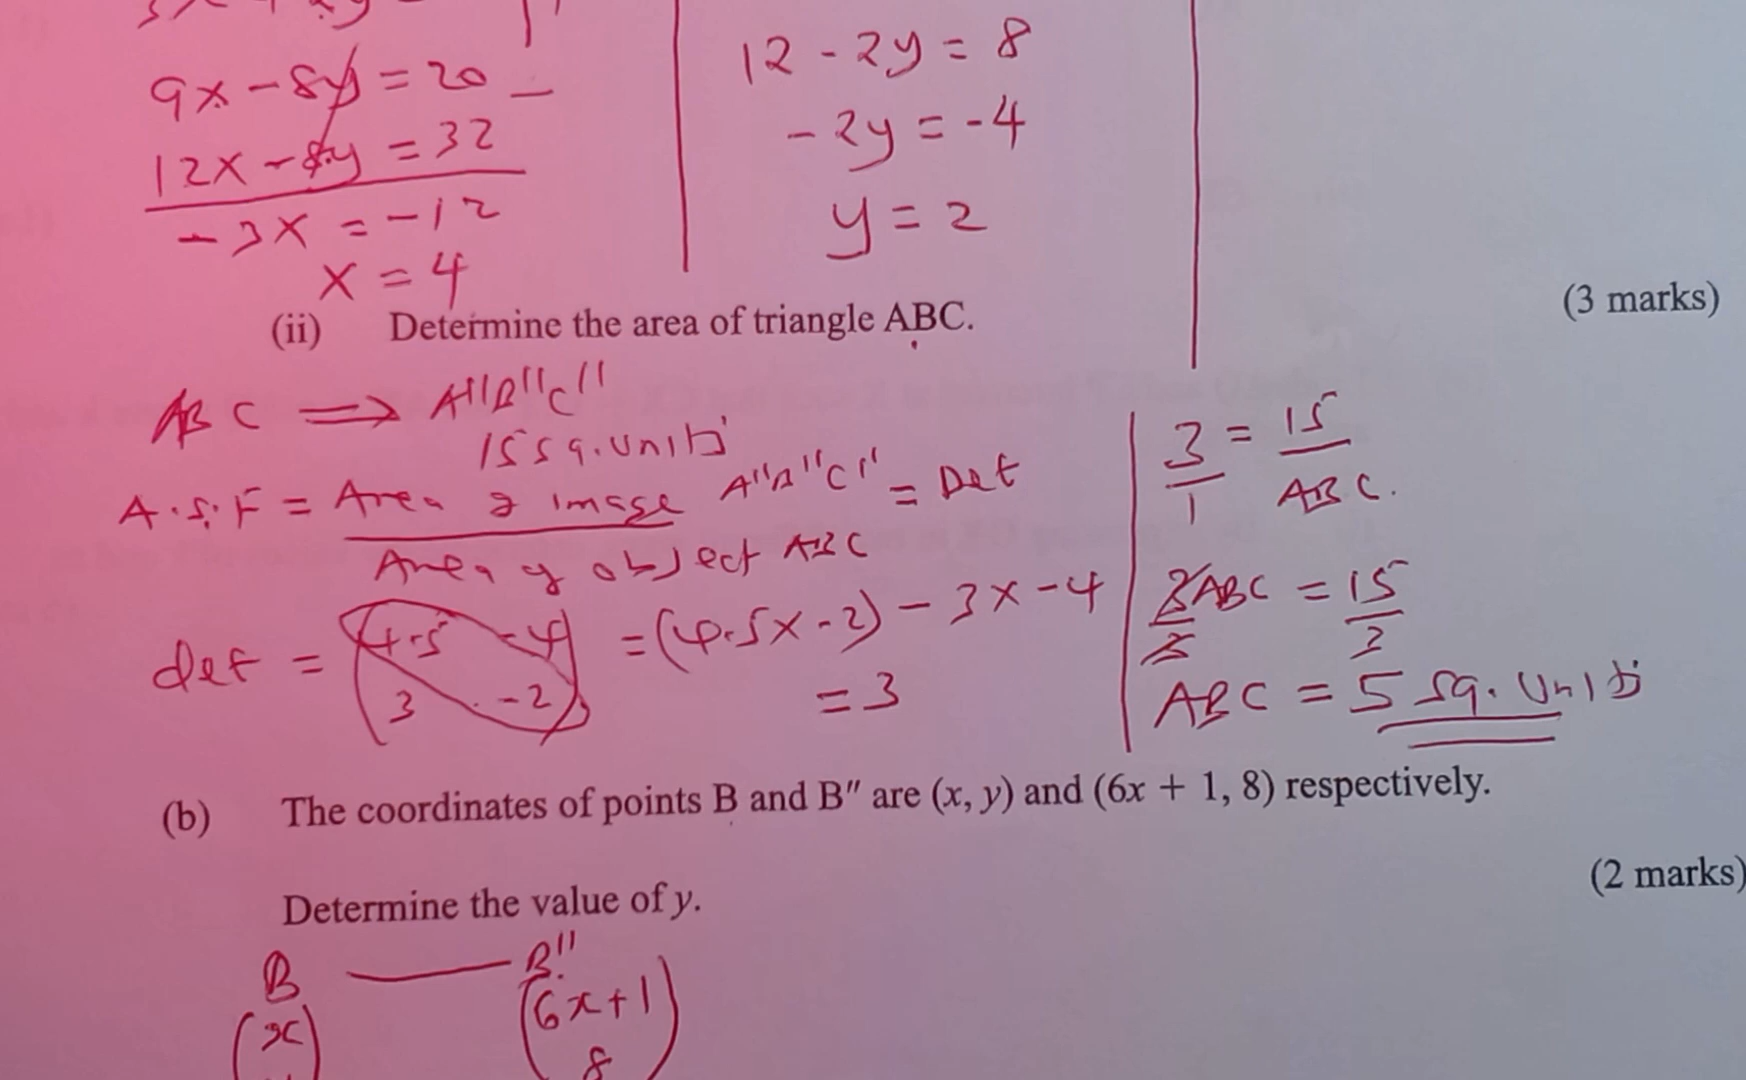 9x - 8y = 20
12x - 8y = 32
-3x = -12
x = 4
12 - 2y = 8
-2y = -4
y = 2
(3 marks)
(ii) Determine the area of triangle ABC.
ABC ⟹ A''B''C''
15 sq. units
A.S.F = Area of image A''B''C'' = Det
Area of object ABC
det = (4.5 -4
3 -2) = (4.5x-2) - 3x-4
= 3
3/1 = 15/ABC.
3ABC/3 = 15/3
ABC = 5 sq. units
(b) The coordinates of points B and B″ are (x, y) and (6x + 1, 8) respectively.
(2 marks)
Determine the value of y.
B — B''
(x) (6x+1
8)